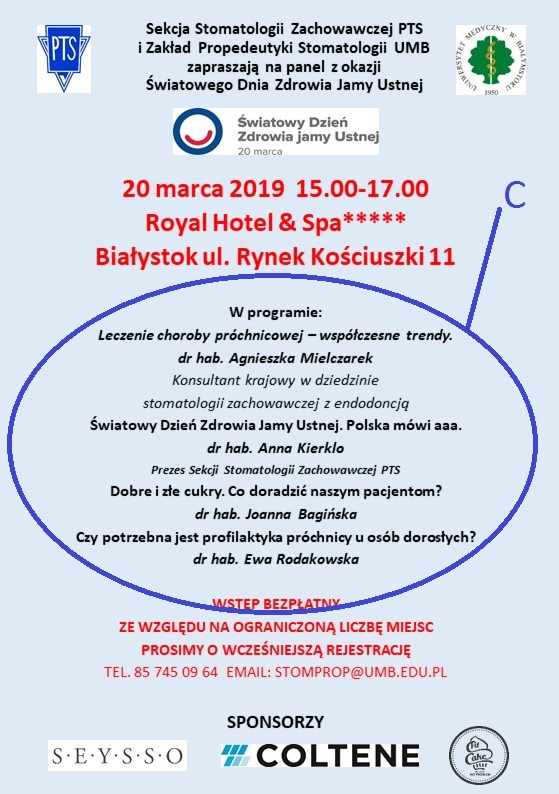 Sekcja Stomatologii Zachowawczej PTS
i Zakład Propedeutyki Stomatologii UMB
zapraszają na panel z okazji
Światowego Dnia Zdrowia Jamy Ustnej
PTS
UNIWERSYTET MEDYCZNY W BIAŁYMSTOKU
1950
Światowy Dzień
Zdrowia jamy Ustnej
20 marca
20 marca 2019 15.00-17.00
Royal Hotel & Spa*****
Białystok ul. Rynek Kościuszki 11
C
W programie:
Leczenie choroby próchnicowej – współczesne trendy.
dr hab. Agnieszka Mielczarek
Konsultant krajowy w dziedzinie
stomatologii zachowawczej z endodoncją
Światowy Dzień Zdrowia Jamy Ustnej. Polska mówi aaa.
dr hab. Anna Kierklo
Prezes Sekcji Stomatologii Zachowawczej PTS
Dobre i złe cukry. Co doradzić naszym pacjentom?
dr hab. Joanna Bagińska
Czy potrzebna jest profilaktyka próchnicy u osób dorosłych?
dr hab. Ewa Rodakowska
WSTĘP BEZPŁATNY
ZE WZGLĘDU NA OGRANICZONĄ LICZBĘ MIEJSC
PROSIMY O WCZEŚNIEJSZĄ REJESTRACJĘ
TEL. 85 745 09 64 EMAIL: STOMPROP@UMB.EDU.PL
SPONSORZY
S·E·Y·S·S·O
COLTENE
Fit
Cake